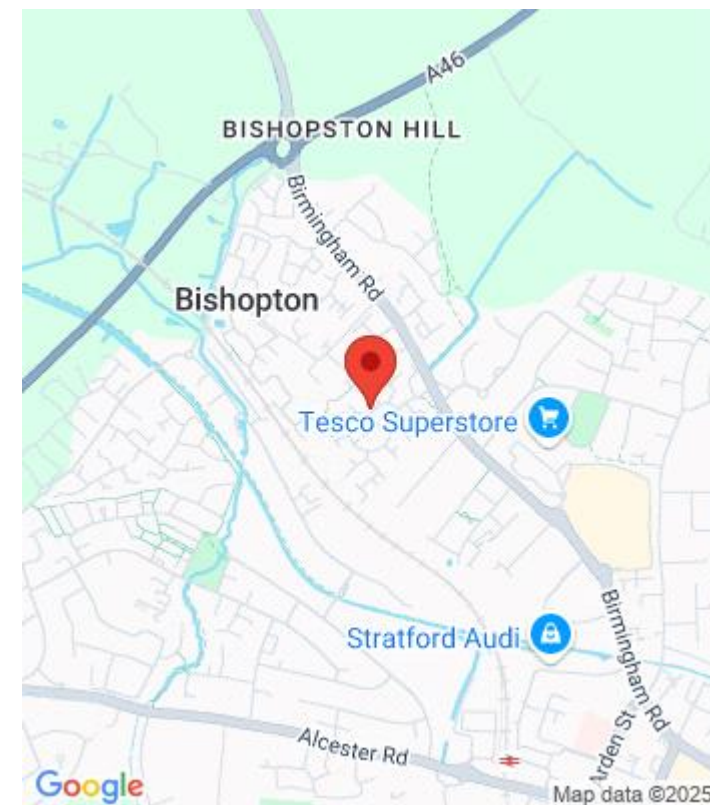 A46
BISHOPSTON HILL
Birmingham Rd
Bishopton
Tesco Superstore
Stratford Audi
Birmingham Rd
Arden St
Alcester Rd
Google
Map data ©2025